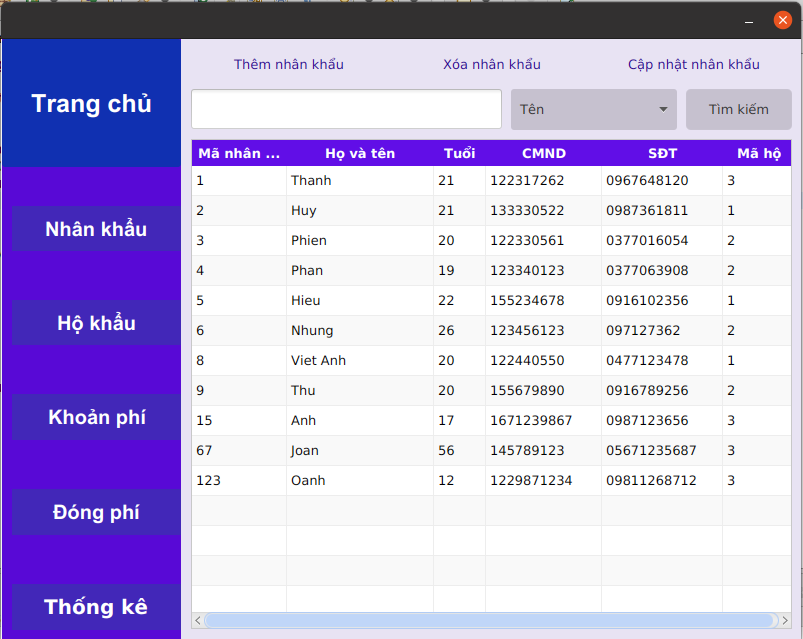 Trang chủ
Nhân khẩu
Hộ khẩu
Khoản phí
Đóng phí
Thống kê
Thêm nhân khẩu Xóa nhân khẩu Cập nhật nhân khẩu
Tên Tìm kiếm
Mã nhân ... Họ và tên Tuổi CMND SĐT Mã hộ
1 Thanh 21 122317262 0967648120 3
2 Huy 21 133330522 0987361811 1
3 Phien 20 122330561 0377016054 2
4 Phan 19 123340123 0377063908 2
5 Hieu 22 155234678 0916102356 1
6 Nhung 26 123456123 097127362 2
8 Viet Anh 20 122440550 0477123478 1
9 Thu 20 155679890 0916789256 2
15 Anh 17 1671239867 0987123656 3
67 Joan 56 145789123 05671235687 3
123 Oanh 12 1229871234 09811268712 3